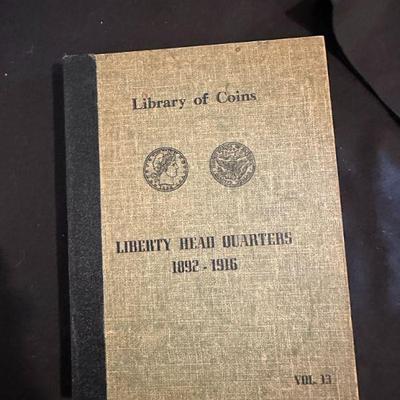 Library of Coins
LIBERTY HEAD QUARTERS
1892 - 1916
VOL. 13